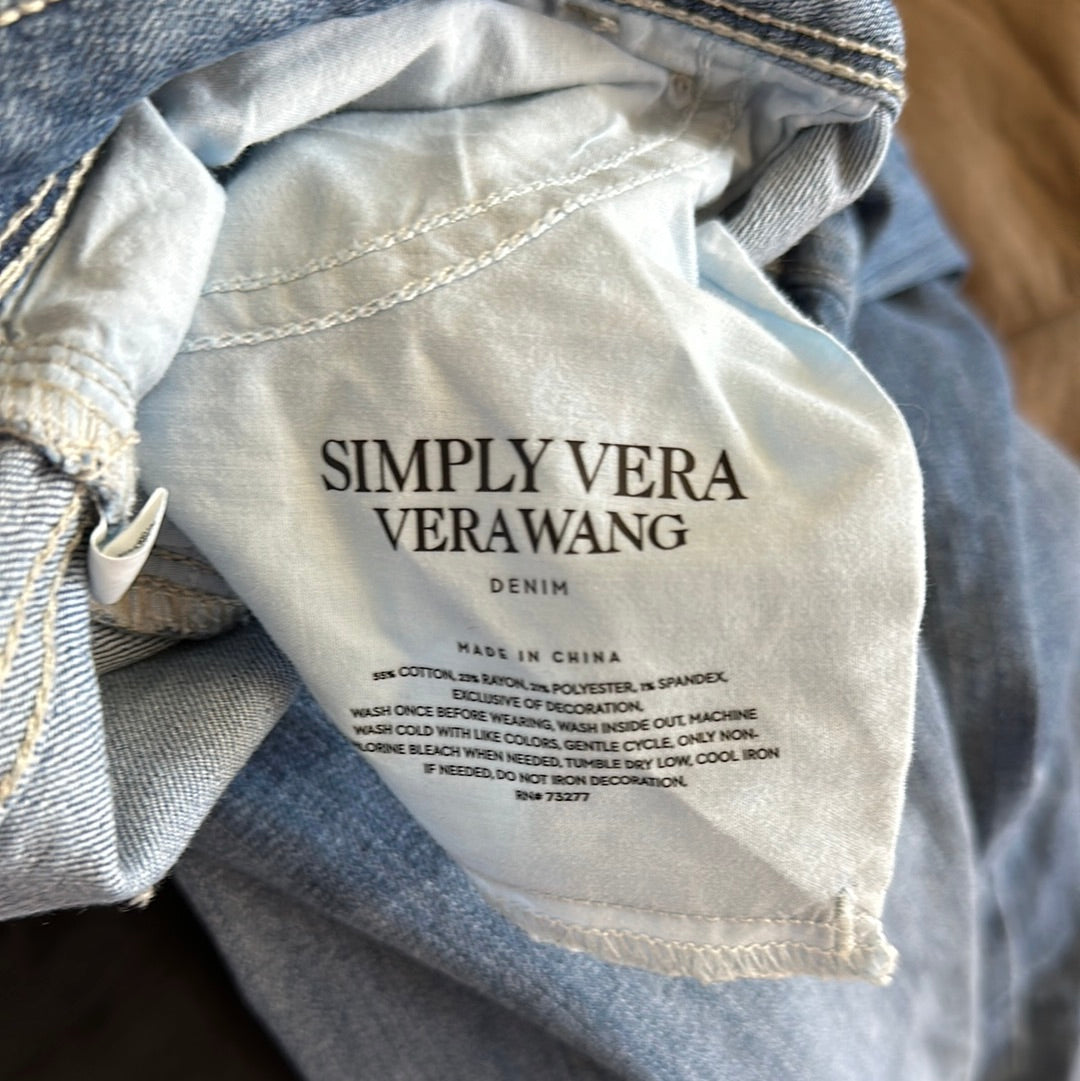 SIMPLY VERA
VERAWANG
DENIM
MADE IN CHINA
55% COTTON, 23% RAYON, 21% POLYESTER, 1% SPANDEX,
EXCLUSIVE OF DECORATION.
WASH ONCE BEFORE WEARING, WASH INSIDE OUT. MACHINE
WASH COLD WITH LIKE COLORS, GENTLE CYCLE, ONLY NON-
LORINE BLEACH WHEN NEEDED, TUMBLE DRY LOW, COOL IRON
IF NEEDED, DO NOT IRON DECORATION.
RN# 73277